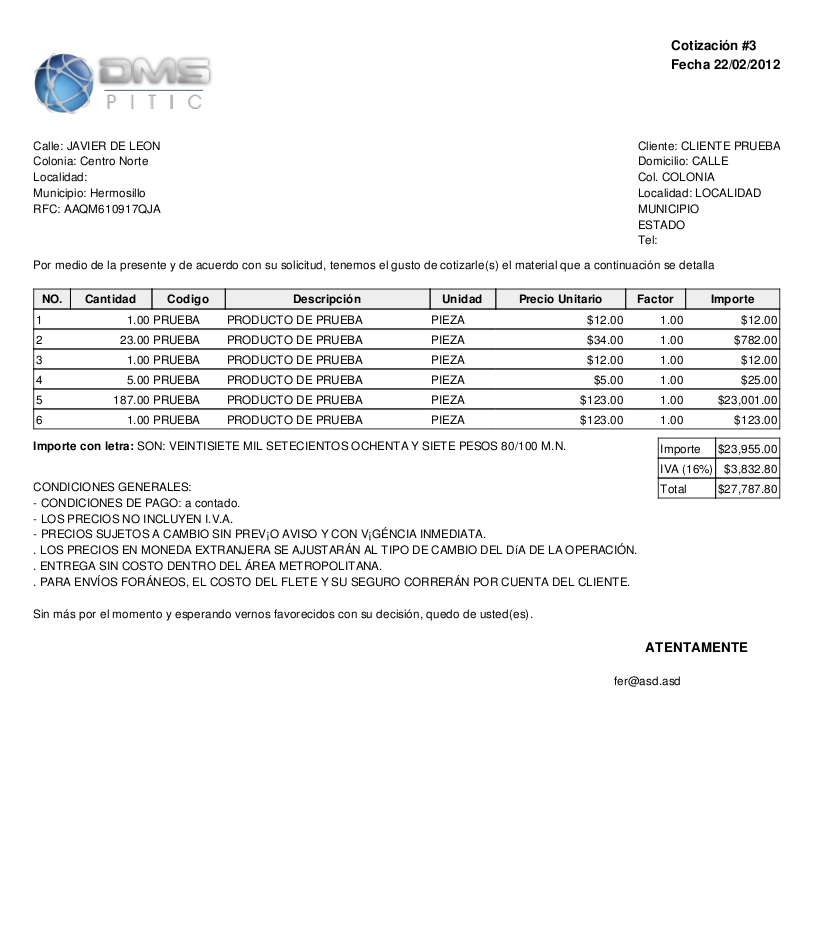 Cotización #3
Fecha 22/02/2012
DMS
PITIC
Calle: JAVIER DE LEON
Colonia: Centro Norte
Localidad:
Municipio: Hermosillo
RFC: AAQM610917QJA
Cliente: CLIENTE PRUEBA
Domicilio: CALLE
Col. COLONIA
Localidad: LOCALIDAD
MUNICIPIO
ESTADO
Tel:
Por medio de la presente y de acuerdo con su solicitud, tenemos el gusto de cotizarle(s) el material que a continuación se detalla
NO. Cantidad Codigo Descripción Unidad Precio Unitario Factor Importe
1 1.00 PRUEBA PRODUCTO DE PRUEBA PIEZA $12.00 1.00 $12.00
2 23.00 PRUEBA PRODUCTO DE PRUEBA PIEZA $34.00 1.00 $782.00
3 1.00 PRUEBA PRODUCTO DE PRUEBA PIEZA $12.00 1.00 $12.00
4 5.00 PRUEBA PRODUCTO DE PRUEBA PIEZA $5.00 1.00 $25.00
5 187.00 PRUEBA PRODUCTO DE PRUEBA PIEZA $123.00 1.00 $23,001.00
6 1.00 PRUEBA PRODUCTO DE PRUEBA PIEZA $123.00 1.00 $123.00
Importe con letra: SON: VEINTISIETE MIL SETECIENTOS OCHENTA Y SIETE PESOS 80/100 M.N.
Importe $23,955.00
IVA (16%) $3,832.80
Total $27,787.80
CONDICIONES GENERALES:
- CONDICIONES DE PAGO: a contado.
- LOS PRECIOS NO INCLUYEN I.V.A.
- PRECIOS SUJETOS A CAMBIO SIN PREV¡O AVISO Y CON V¡GÉNCIA INMEDIATA.
. LOS PRECIOS EN MONEDA EXTRANJERA SE AJUSTARÁN AL TIPO DE CAMBIO DEL DíA DE LA OPERACIÓN.
. ENTREGA SIN COSTO DENTRO DEL ÁREA METROPOLITANA.
. PARA ENVÍOS FORÁNEOS, EL COSTO DEL FLETE Y SU SEGURO CORRERÁN POR CUENTA DEL CLIENTE.
Sin más por el momento y esperando vernos favorecidos con su decisión, quedo de usted(es).
ATENTAMENTE
fer@asd.asd